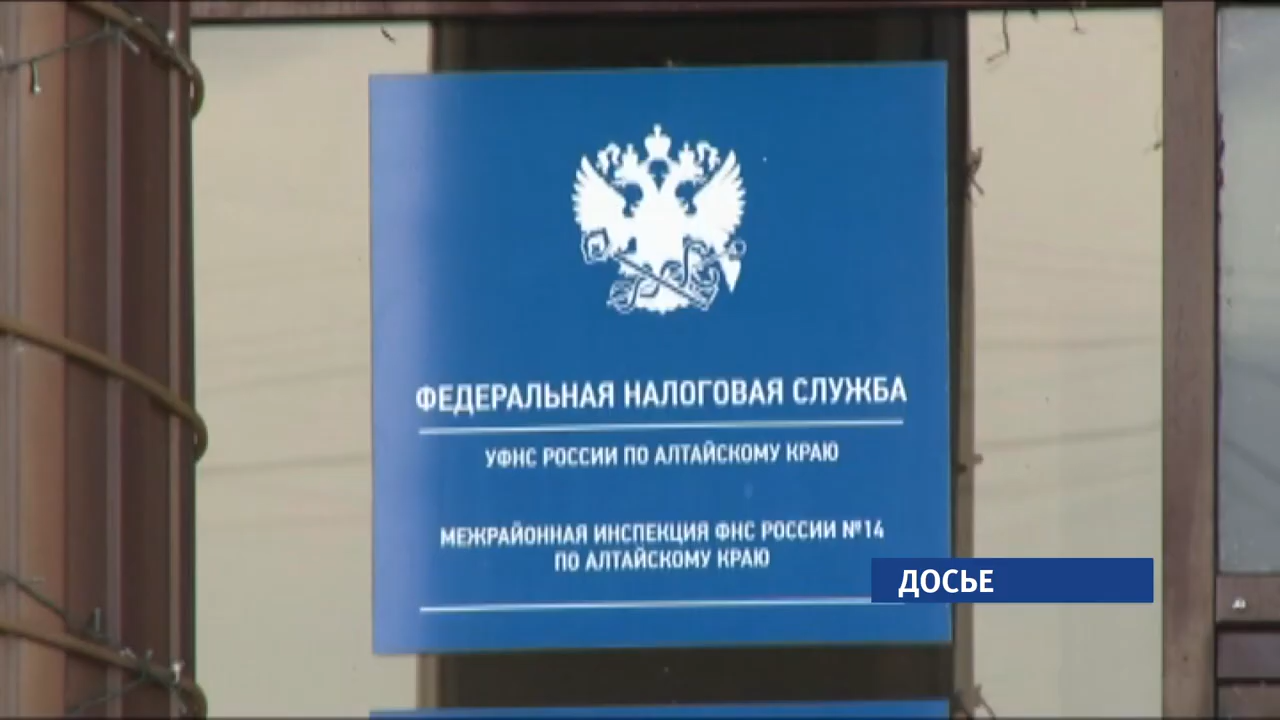 ФЕДЕРАЛЬНАЯ НАЛОГОВАЯ СЛУЖБА
УФНС РОССИИ ПО АЛТАЙСКОМУ КРАЮ
МЕЖРАЙОННАЯ ИНСПЕКЦИЯ ФНС РОССИИ №14
ПО АЛТАЙСКОМУ КРАЮ
ДОСЬЕ